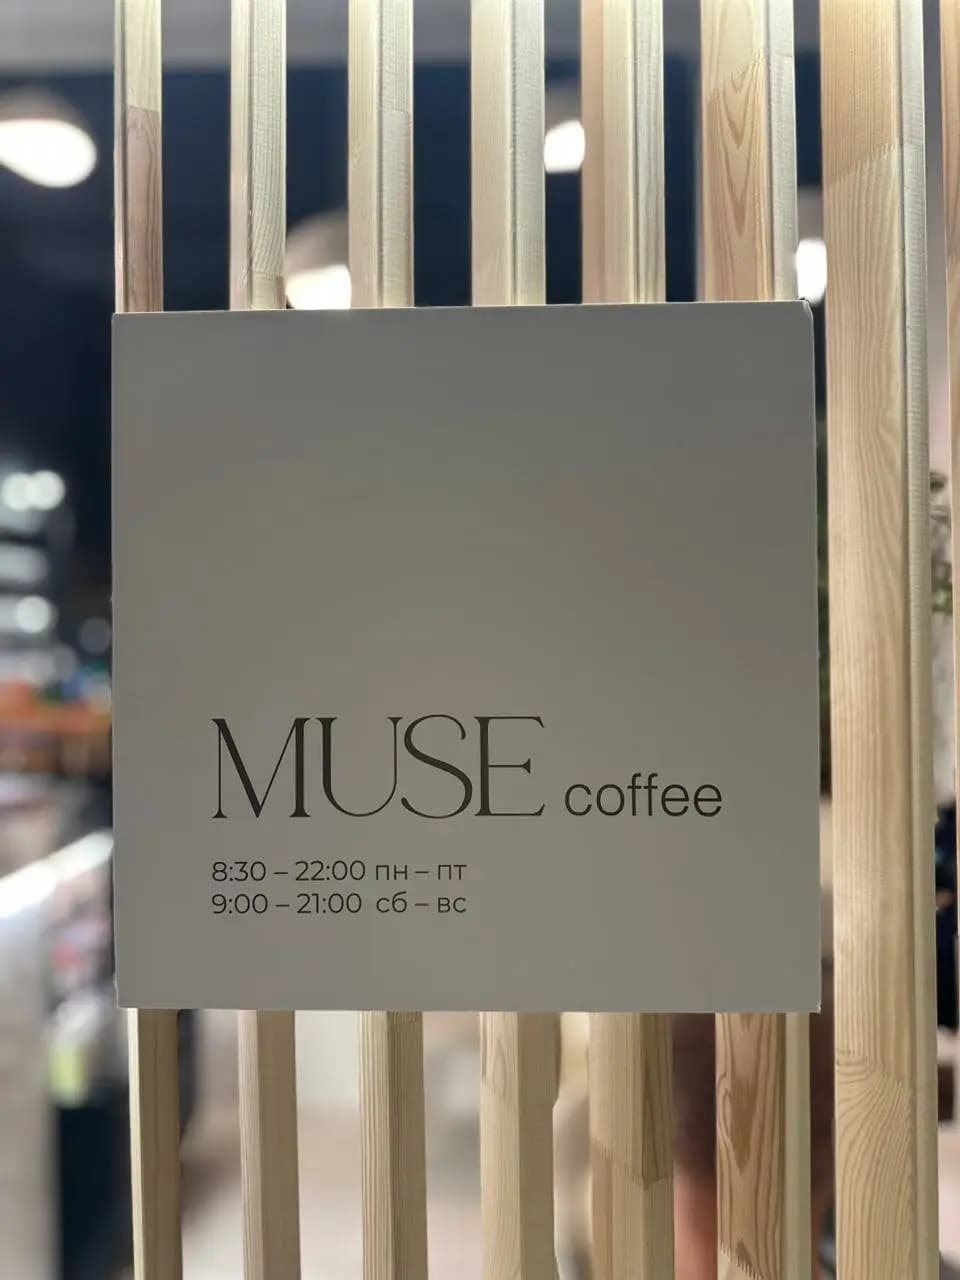 MUSE coffee
8:30 – 22:00 пн – пт
9:00 – 21:00 сб – вс